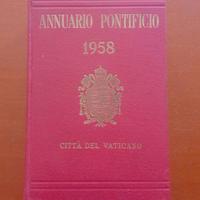 ANNUARIO PONTIFICIO
1958
CITTÀ DEL VATICANO